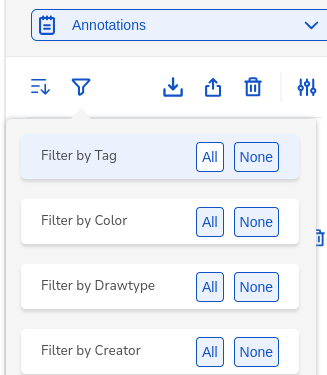 Annotations
Filter by Tag All None
Filter by Color All None
Filter by Drawtype All None
Filter by Creator All None